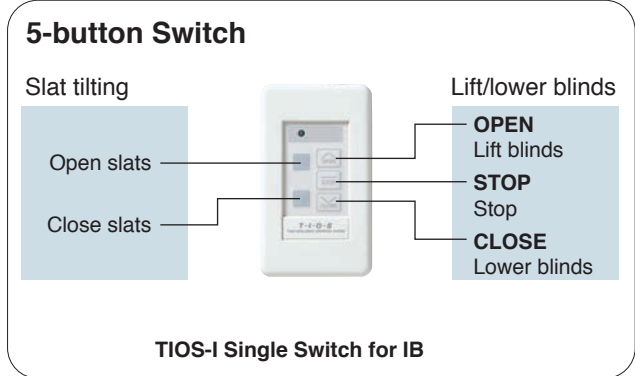 5-button Switch
Slat tilting
Open slats
Close slats
Lift/lower blinds
OPEN
Lift blinds
STOP
Stop
CLOSE
Lower blinds
T-I-O-S
TIOS-I Single Switch for IB